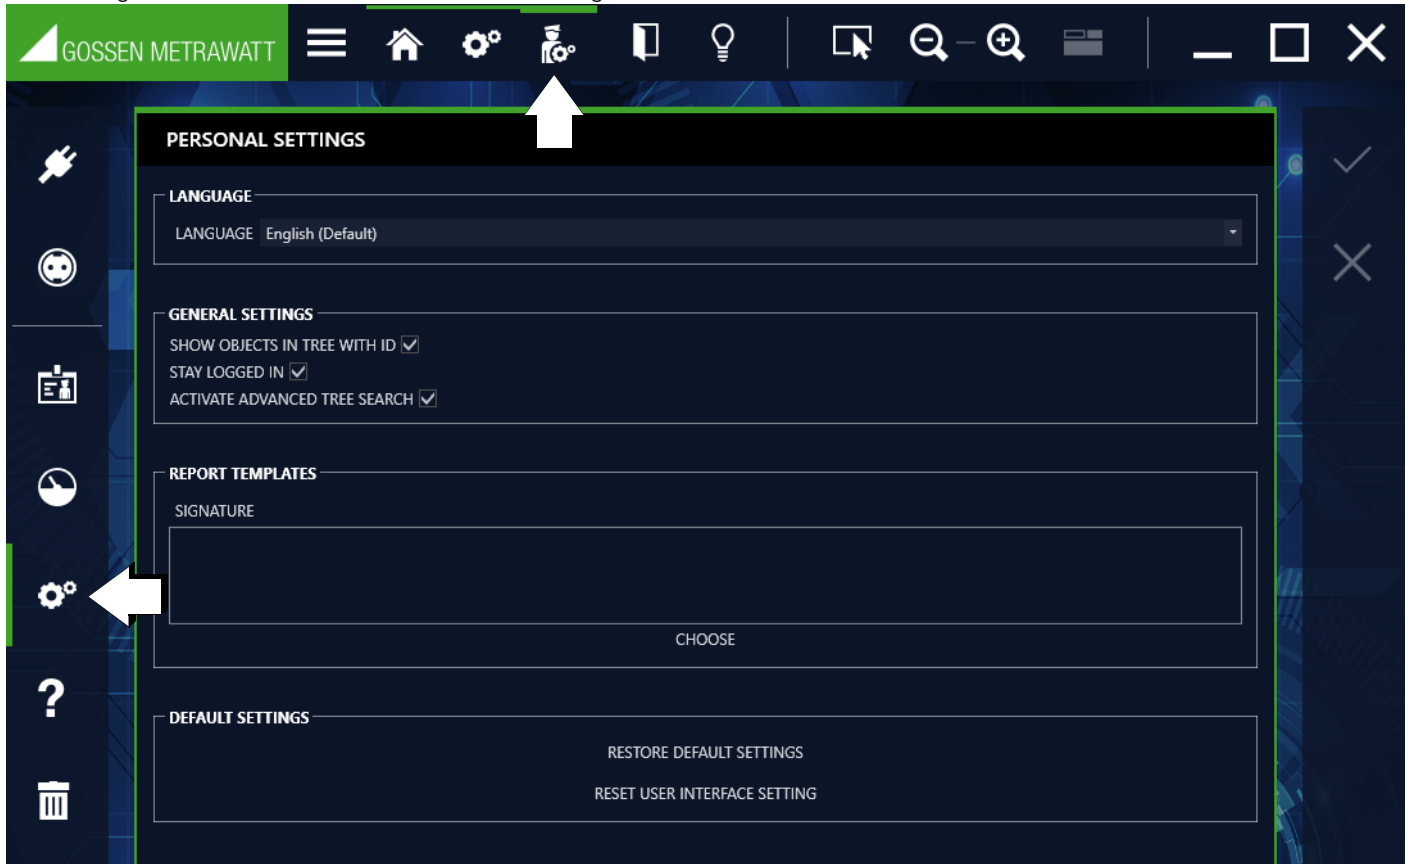 GOSSEN METRAWATT
PERSONAL SETTINGS
LANGUAGE
LANGUAGE English (Default)
GENERAL SETTINGS
SHOW OBJECTS IN TREE WITH ID
STAY LOGGED IN
ACTIVATE ADVANCED TREE SEARCH
REPORT TEMPLATES
SIGNATURE
CHOOSE
?
DEFAULT SETTINGS
RESTORE DEFAULT SETTINGS
RESET USER INTERFACE SETTING